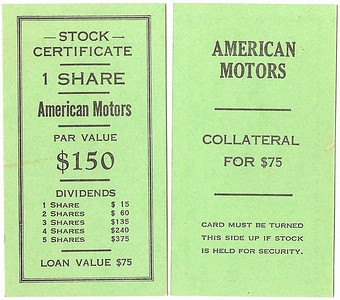 STOCK
CERTIFICATE
1 SHARE
American Motors
PAR VALUE
$150
DIVIDENDS
1 SHARE $ 15
2 SHARES $ 60
3 SHARES $135
4 SHARES $240
5 SHARES $375
LOAN VALUE $75
AMERICAN
MOTORS
COLLATERAL
FOR $75
CARD MUST BE TURNED
THIS SIDE UP IF STOCK
IS HELD FOR SECURITY.